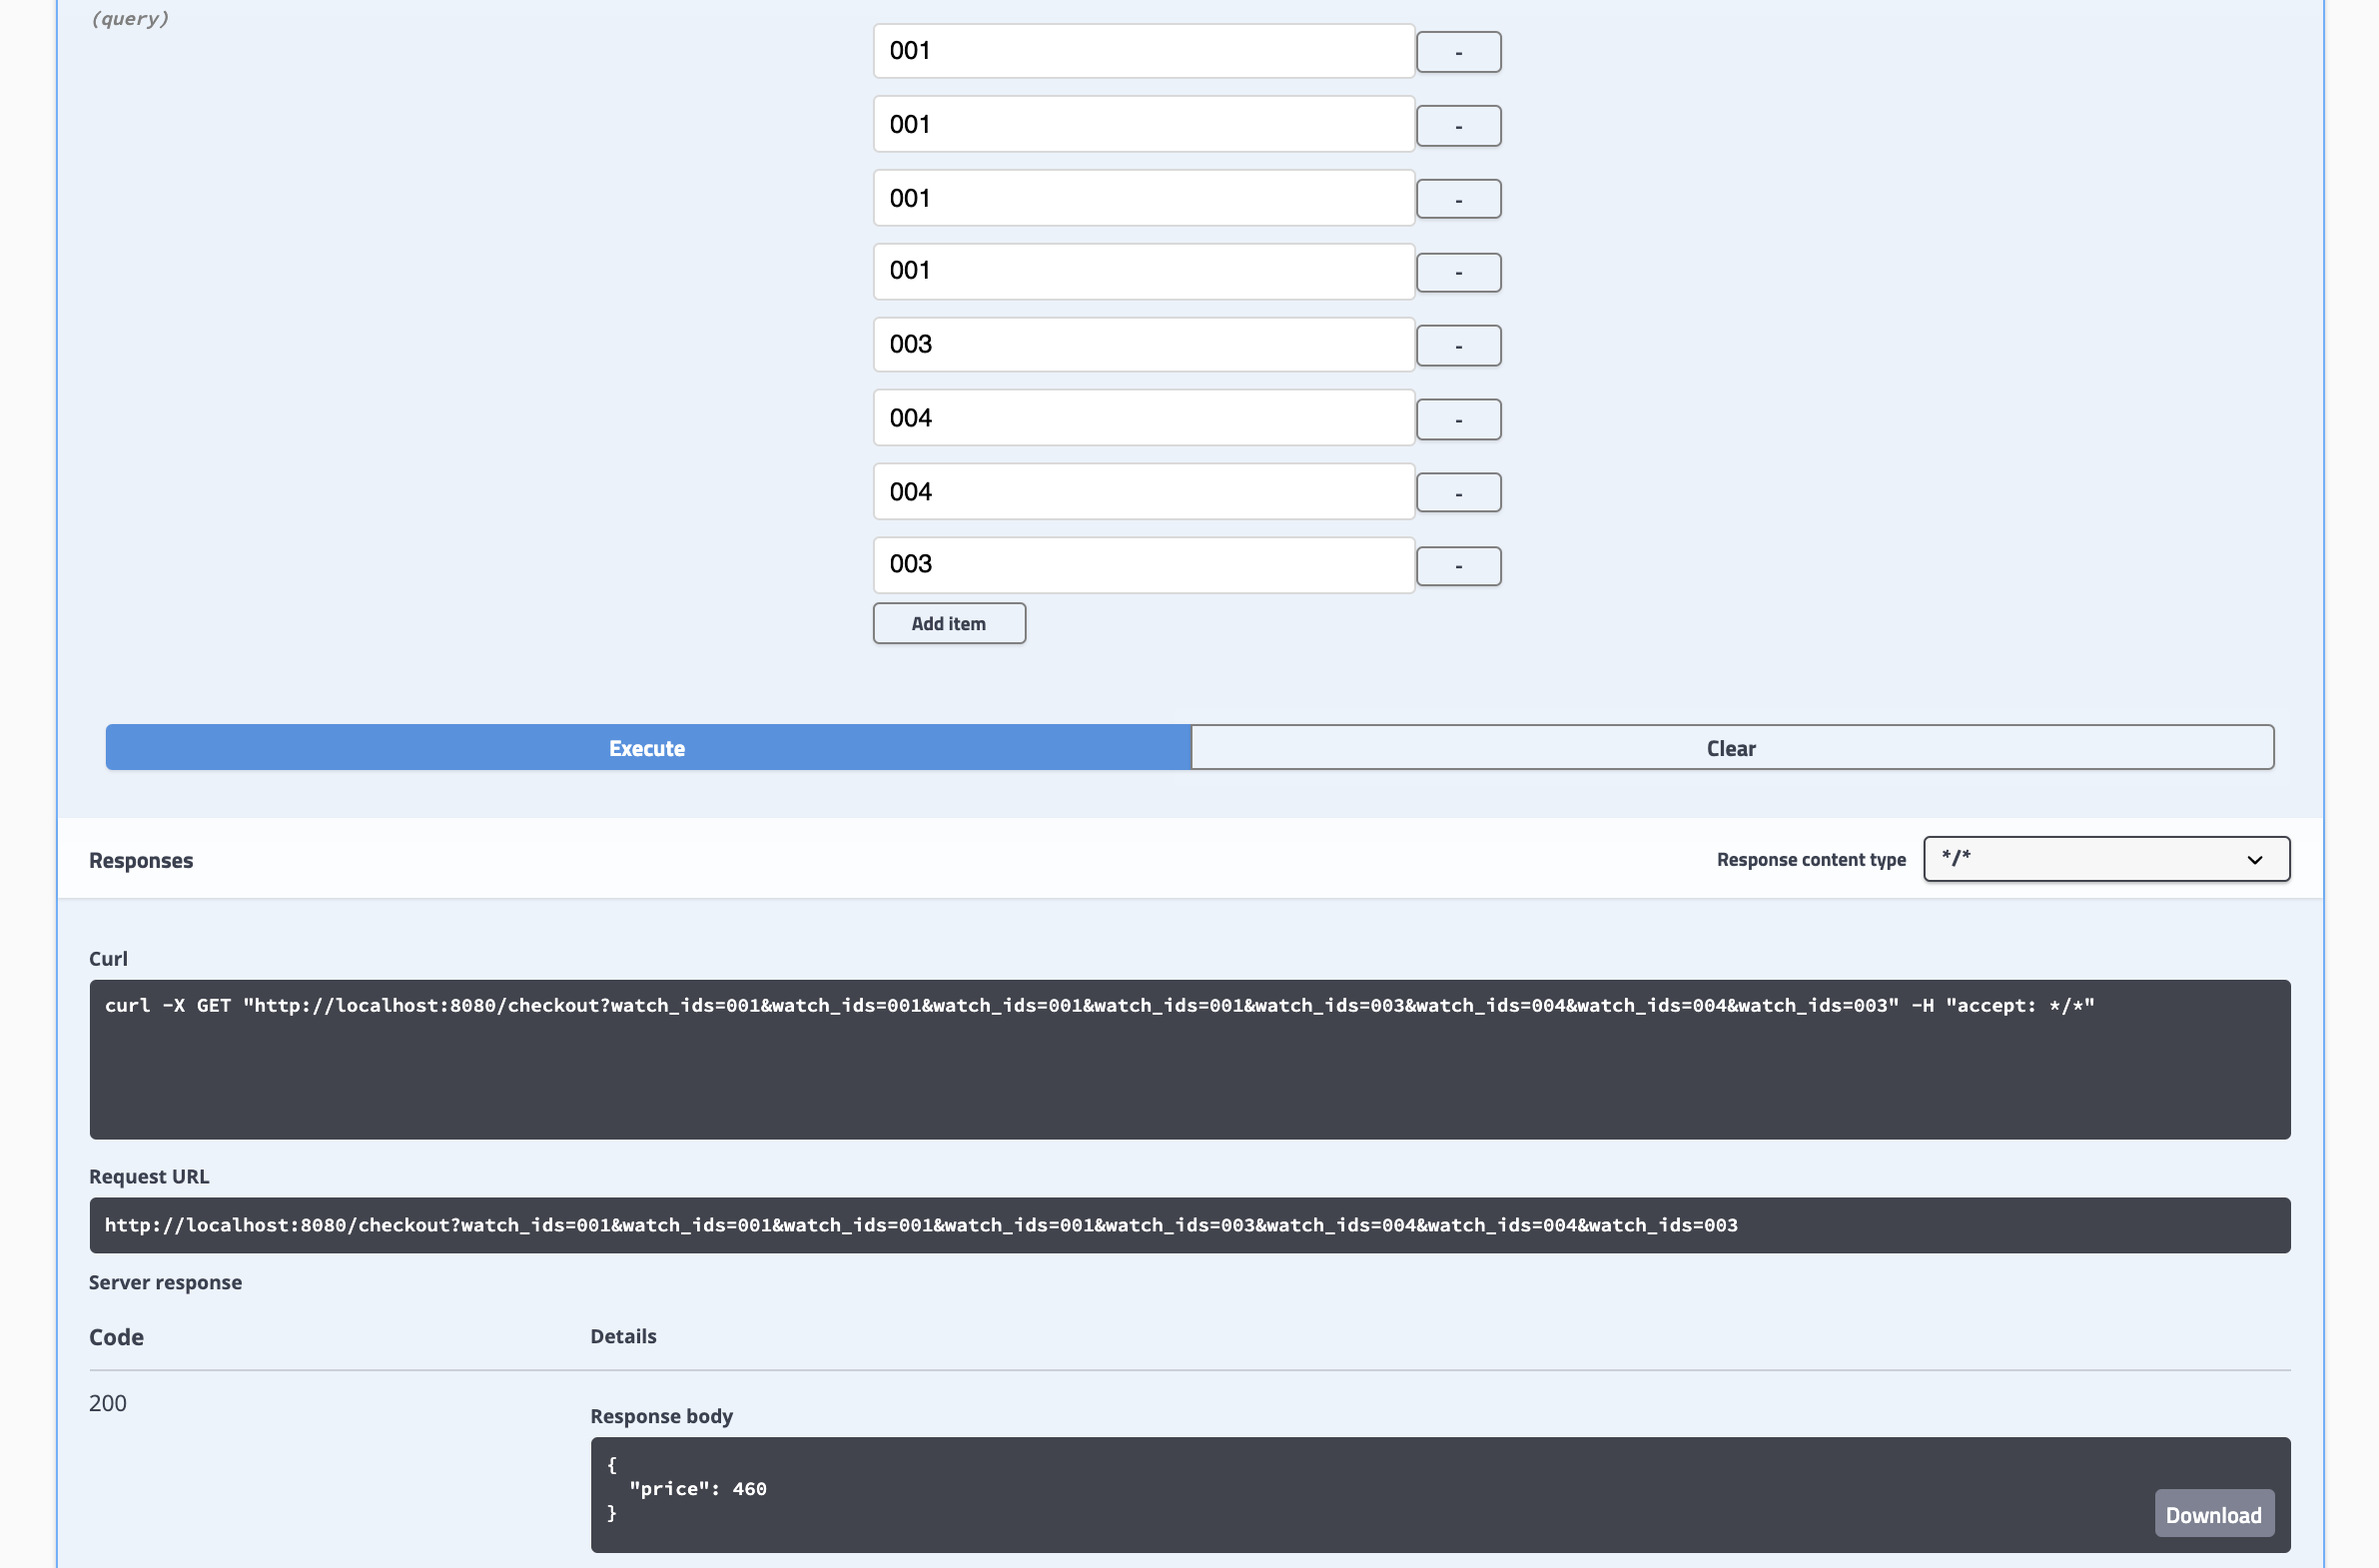 (query)
001 -
001 -
001 -
001 -
003 -
004 -
004 -
003 -
Add item
Execute Clear
Responses Response content type */*
Curl
curl -X GET "http://localhost:8080/checkout?watch_ids=001&watch_ids=001&watch_ids=001&watch_ids=001&watch_ids=003&watch_ids=004&watch_ids=004&watch_ids=003" -H "accept: */*"
Request URL
http://localhost:8080/checkout?watch_ids=001&watch_ids=001&watch_ids=001&watch_ids=001&watch_ids=003&watch_ids=004&watch_ids=004&watch_ids=003
Server response
Code Details
200
Response body
{
"price": 460
}
Download